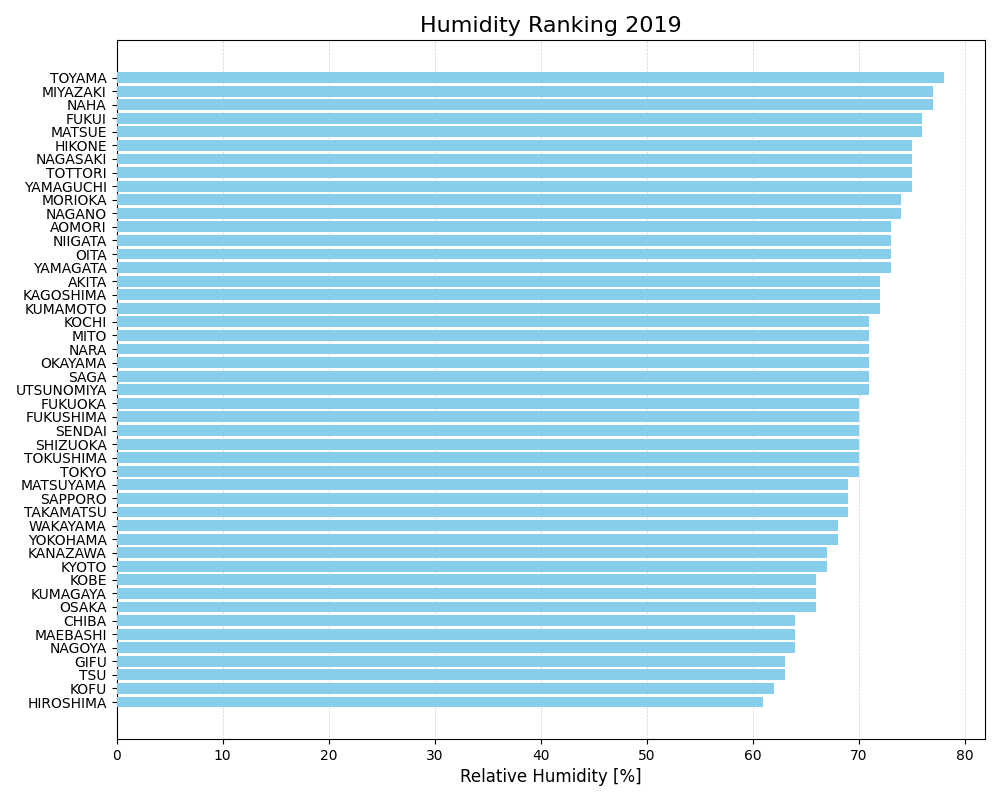 Humidity Ranking 2019
TOYAMA
MIYAZAKI
NAHA
FUKUI
MATSUE
HIKONE
NAGASAKI
TOTTORI
YAMAGUCHI
MORIOKA
NAGANO
AOMORI
NIIGATA
OITA
YAMAGATA
AKITA
KAGOSHIMA
KUMAMOTO
KOCHI
MITO
NARA
OKAYAMA
SAGA
UTSUNOMIYA
FUKUOKA
FUKUSHIMA
SENDAI
SHIZUOKA
TOKUSHIMA
TOKYO
MATSUYAMA
SAPPORO
TAKAMATSU
WAKAYAMA
YOKOHAMA
KANAZAWA
KYOTO
KOBE
KUMAGAYA
OSAKA
CHIBA
MAEBASHI
NAGOYA
GIFU
TSU
KOFU
HIROSHIMA
0 10 20 30 40 50 60 70 80
Relative Humidity [%]